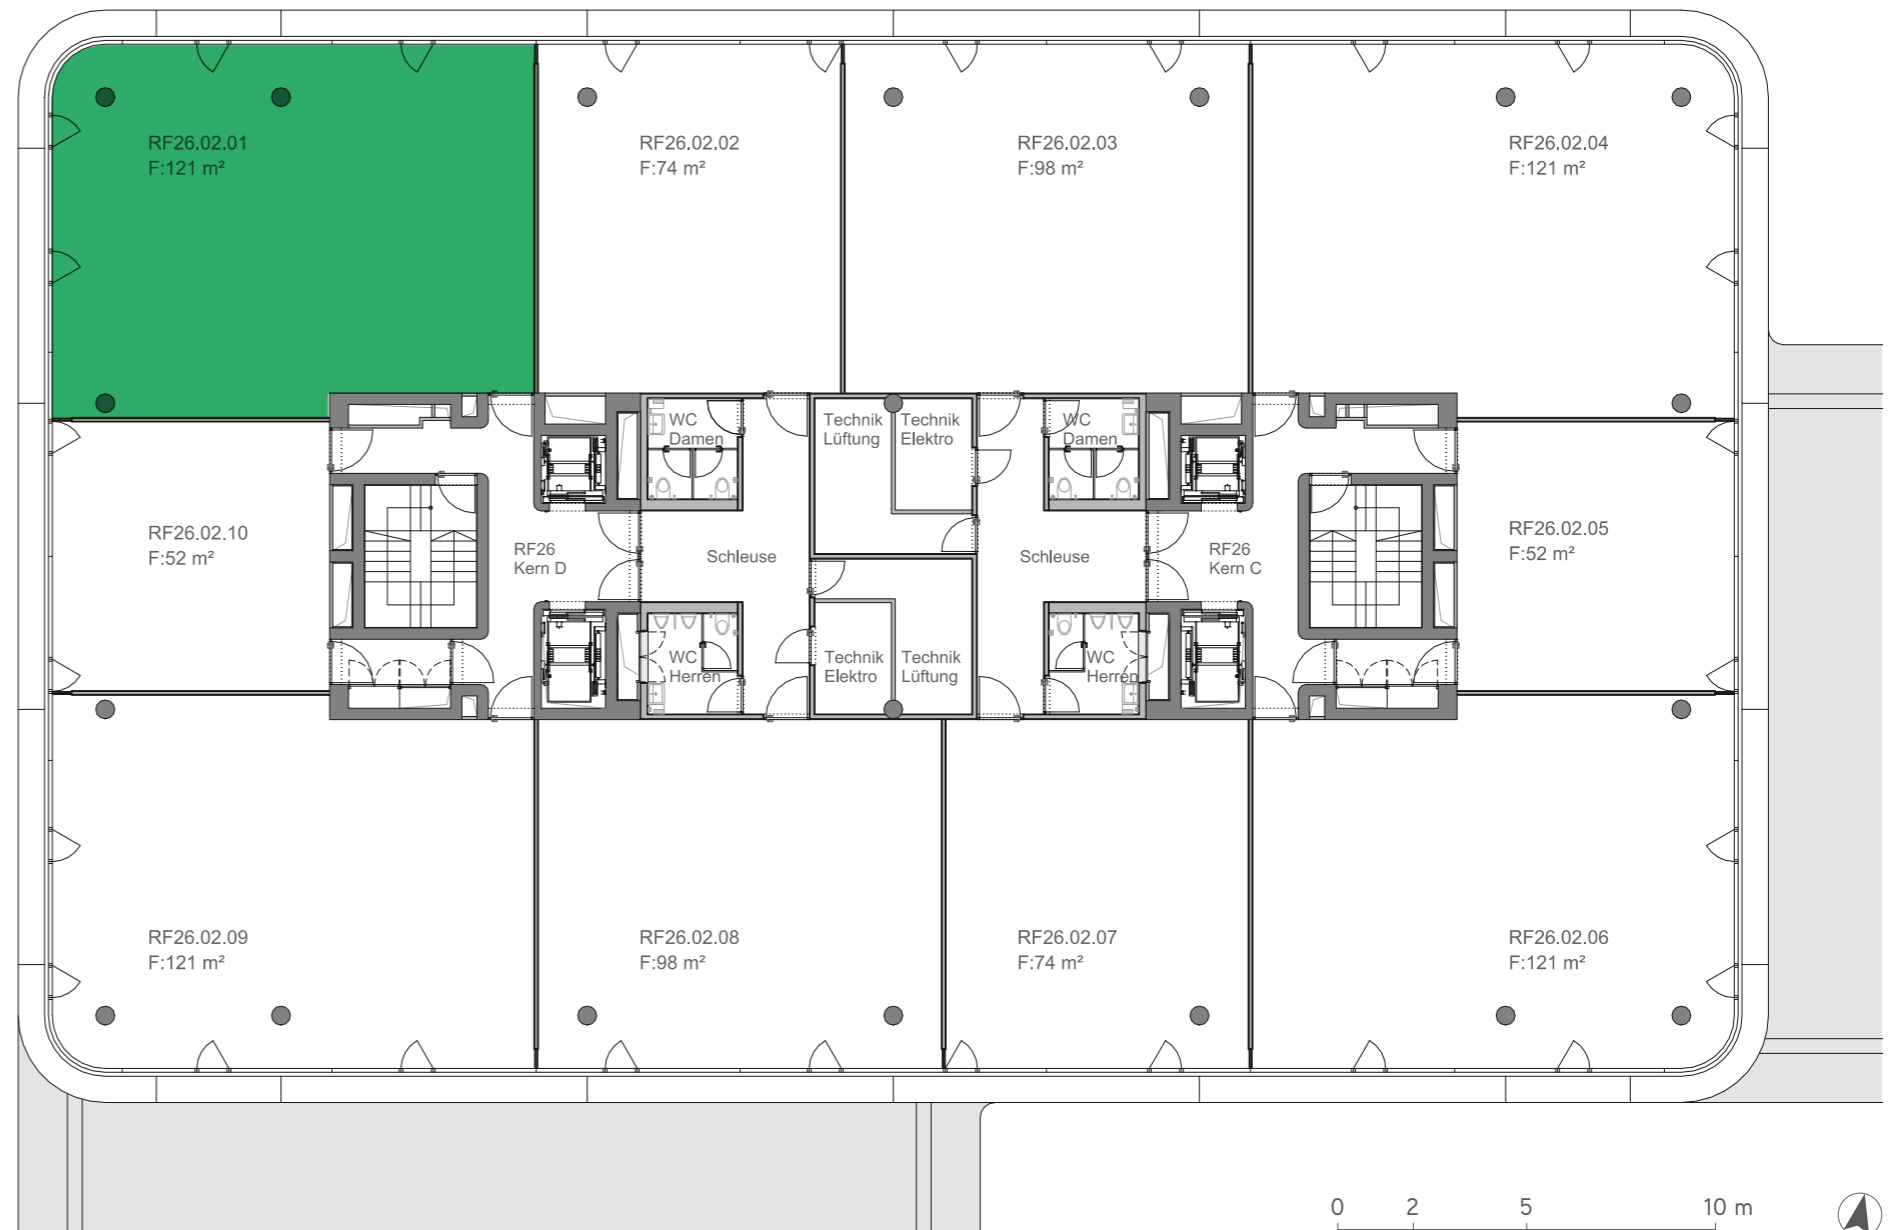 RF26.02.01
F:121 m²
RF26.02.02
F:74 m²
RF26.02.03
F:98 m²
RF26.02.04
F:121 m²
WC
Damen
Technik
Lüftung
Technik
Elektro
WC
Damen
RF26.02.10
F:52 m²
RF26
Kern D
Schleuse
Schleuse
RF26
Kern C
RF26.02.05
F:52 m²
WC
Herren
Technik
Elektro
Technik
Lüftung
WC
Herren
RF26.02.09
F:121 m²
RF26.02.08
F:98 m²
RF26.02.07
F:74 m²
RF26.02.06
F:121 m²
0 2 5 10 m